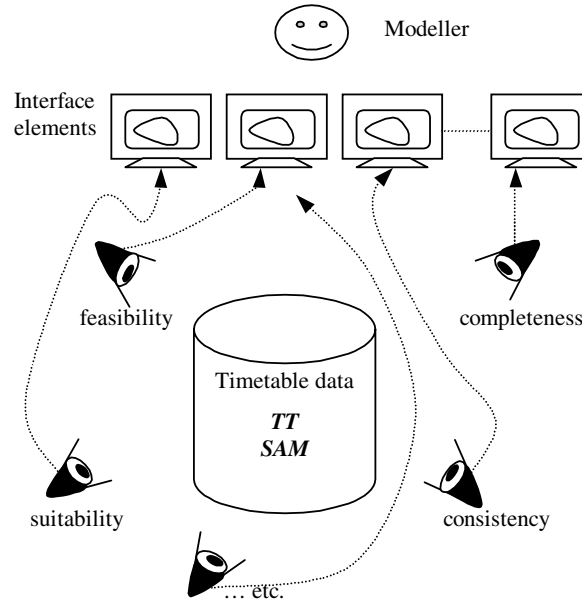 Modeller
Interface
elements
feasibility
completeness
Timetable data
TT
SAM
suitability
consistency
... etc.